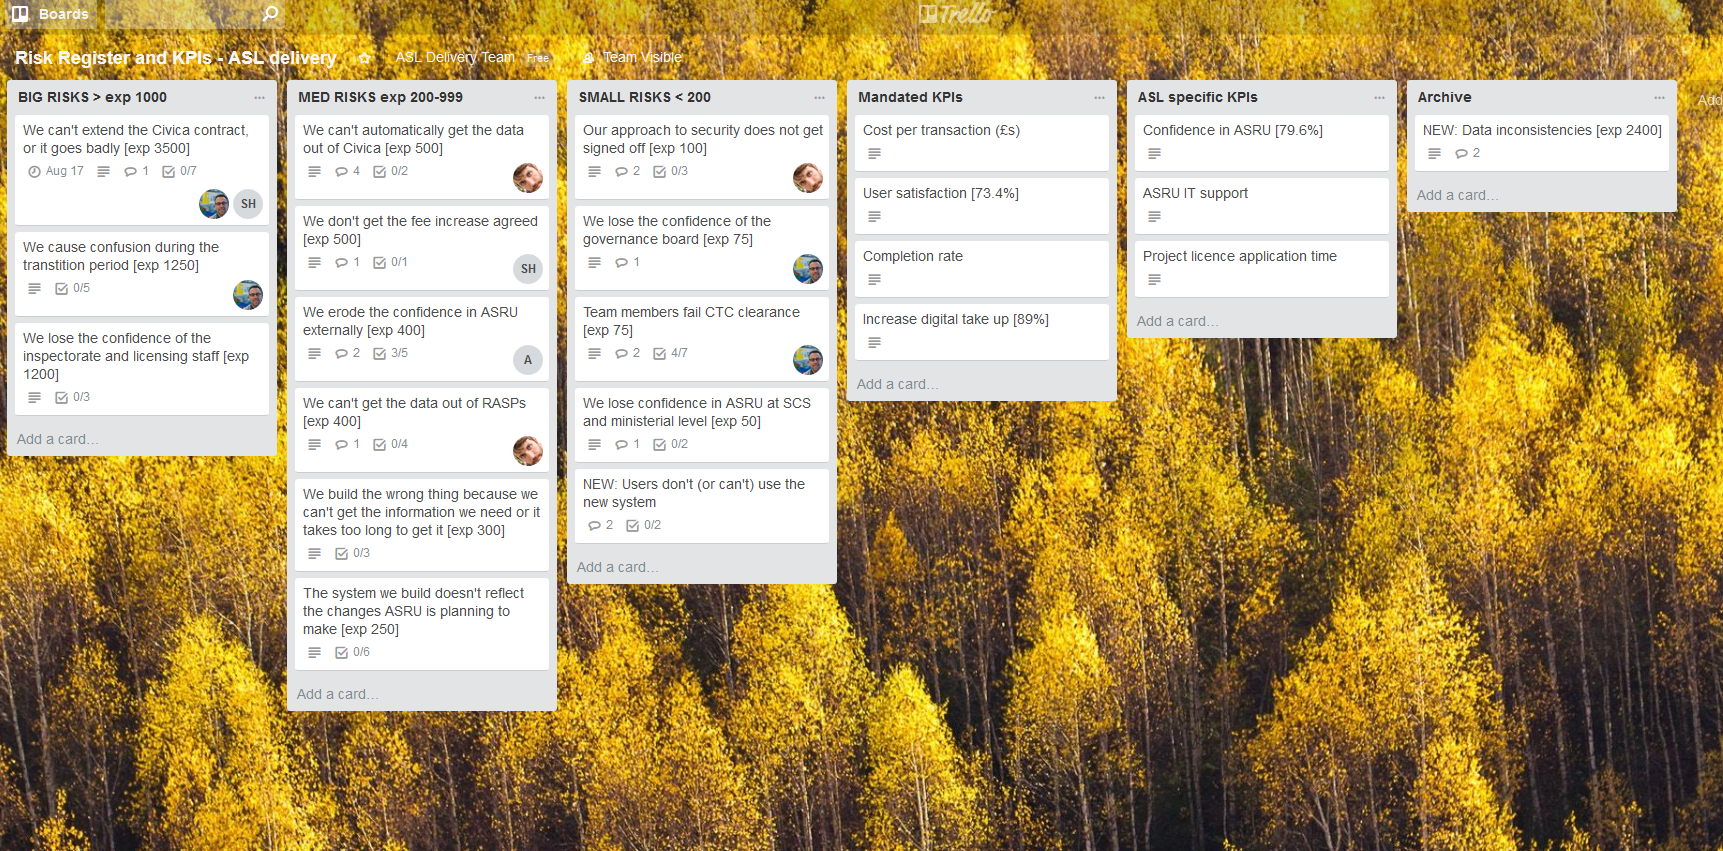 Boards
Trello
Risk Register and KPIs - ASL delivery
ASL Delivery Team Free
Team Visible
BIG RISKS > exp 1000
We can't extend the Civica contract,
or it goes badly [exp 3500]
Aug 17 1 0/7
SH
We cause confusion during the
transtition period [exp 1250]
0/5
We lose the confidence of the
inspectorate and licensing staff [exp
1200]
0/3
Add a card...
MED RISKS exp 200-999
We can't automatically get the data
out of Civica [exp 500]
4 0/2
We don't get the fee increase agreed
[exp 500]
1 0/1
SH
We erode the confidence in ASRU
externally [exp 400]
2 3/5
A
We can't get the data out of RASPs
[exp 400]
1 0/4
We build the wrong thing because we
can't get the information we need or it
takes too long to get it [exp 300]
0/3
The system we build doesn't reflect
the changes ASRU is planning to
make [exp 250]
0/6
Add a card...
SMALL RISKS < 200
Our approach to security does not get
signed off [exp 100]
2 0/3
We lose the confidence of the
governance board [exp 75]
1
Team members fail CTC clearance
[exp 75]
2 4/7
We lose confidence in ASRU at SCS
and ministerial level [exp 50]
1 0/2
NEW: Users don't (or can't) use the
new system
2 0/2
Add a card...
Mandated KPIs
Cost per transaction (£s)
User satisfaction [73.4%]
Completion rate
Increase digital take up [89%]
Add a card...
ASL specific KPIs
Confidence in ASRU [79.6%]
ASRU IT support
Project licence application time
Add a card...
Archive
NEW: Data inconsistencies [exp 2400]
2
Add a card...
Add